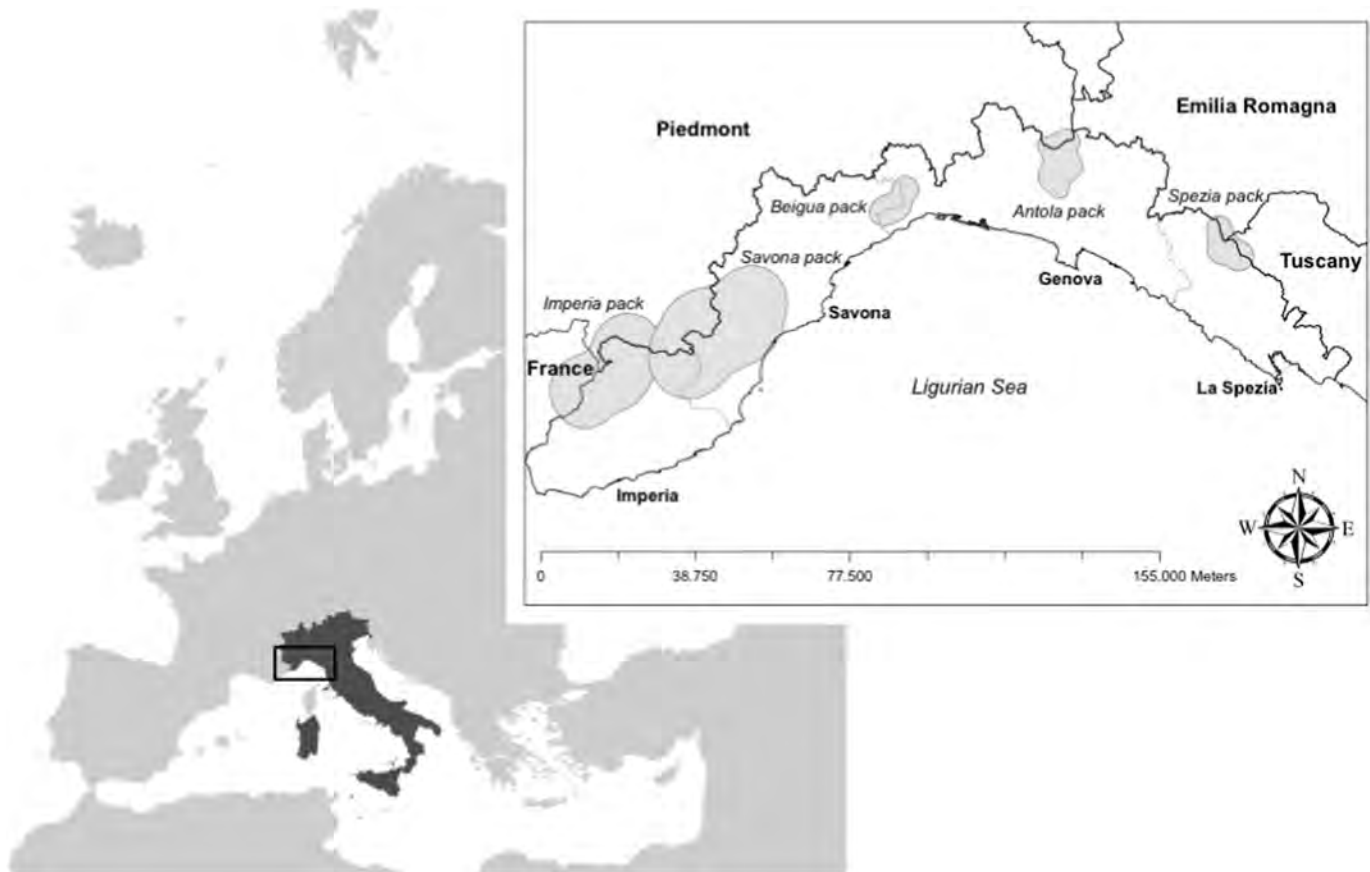 Emilia Romagna
Piedmont
Beigua pack
Antola pack
Spezia pack
Savona pack
Genova
Tuscany
Imperia pack
Savona
France
Ligurian Sea
La Spezia
Imperia
N
W
E
S
0
38.750
77.500
155.000 Meters